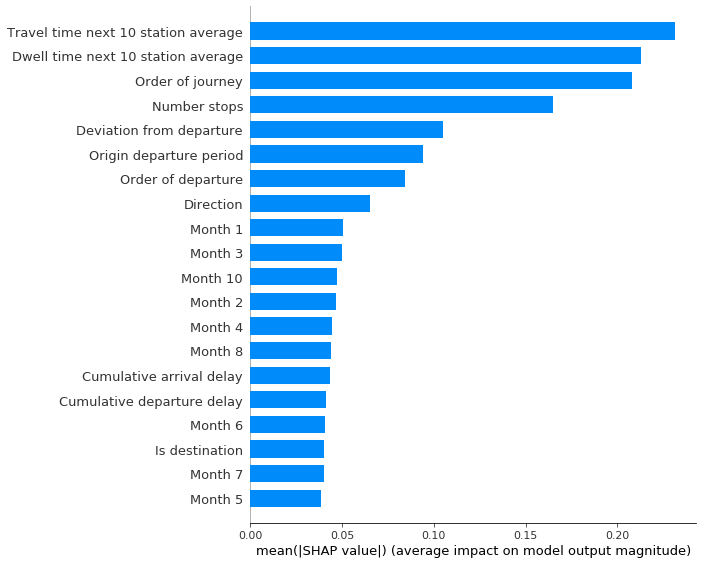 Travel time next 10 station average
Dwell time next 10 station average
Order of journey
Number stops
Deviation from departure
Origin departure period
Order of departure
Direction
Month 1
Month 3
Month 10
Month 2
Month 4
Month 8
Cumulative arrival delay
Cumulative departure delay
Month 6
Is destination
Month 7
Month 5
0.00 0.05 0.10 0.15 0.20
mean(|SHAP value|) (average impact on model output magnitude)